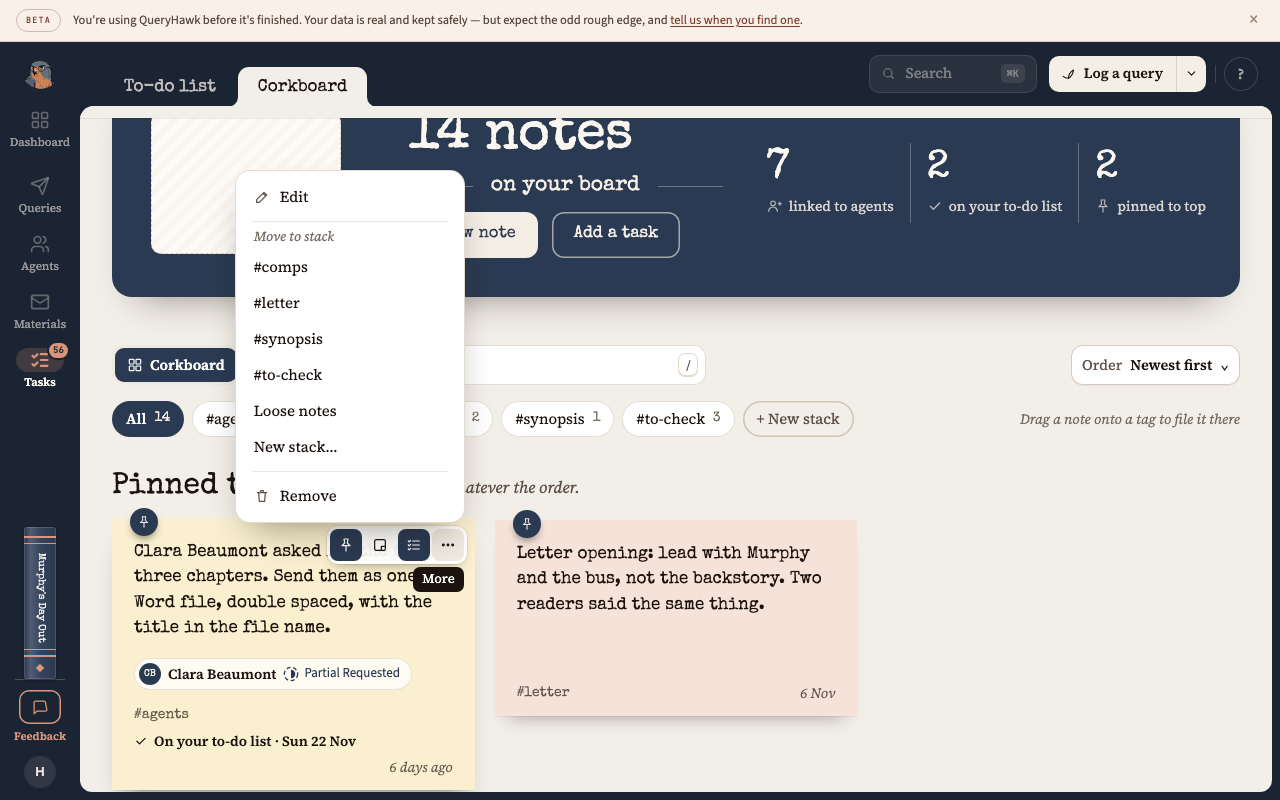 BETA
You're using QueryHawk before it's finished. Your data is real and kept safely — but expect the odd rough edge, and tell us when you find one.
×
To-do list
Corkboard
Search
⌘K
Log a query
?
Dashboard
Queries
Agents
Materials
56
Tasks
Murphy's Day Out
Feedback
H
14 notes
on your board
note
Add a task
7
linked to agents
2
on your to-do list
2
pinned to top
Edit
Move to stack
#comps
#letter
#synopsis
#to-check
Loose notes
New stack...
Remove
Corkboard
/
Order Newest first
All 14
2
#synopsis 1
#to-check 3
+ New stack
Drag a note onto a tag to file it there
Pinned
the order.
Clara Beaumont asked
three chapters. Send them as one
Word file, double spaced, with the
title in the file name.
More
CB
Clara Beaumont
Partial Requested
#agents
On your to-do list · Sun 22 Nov
6 days ago
Letter opening: lead with Murphy
and the bus, not the backstory. Two
readers said the same thing.
#letter
6 Nov